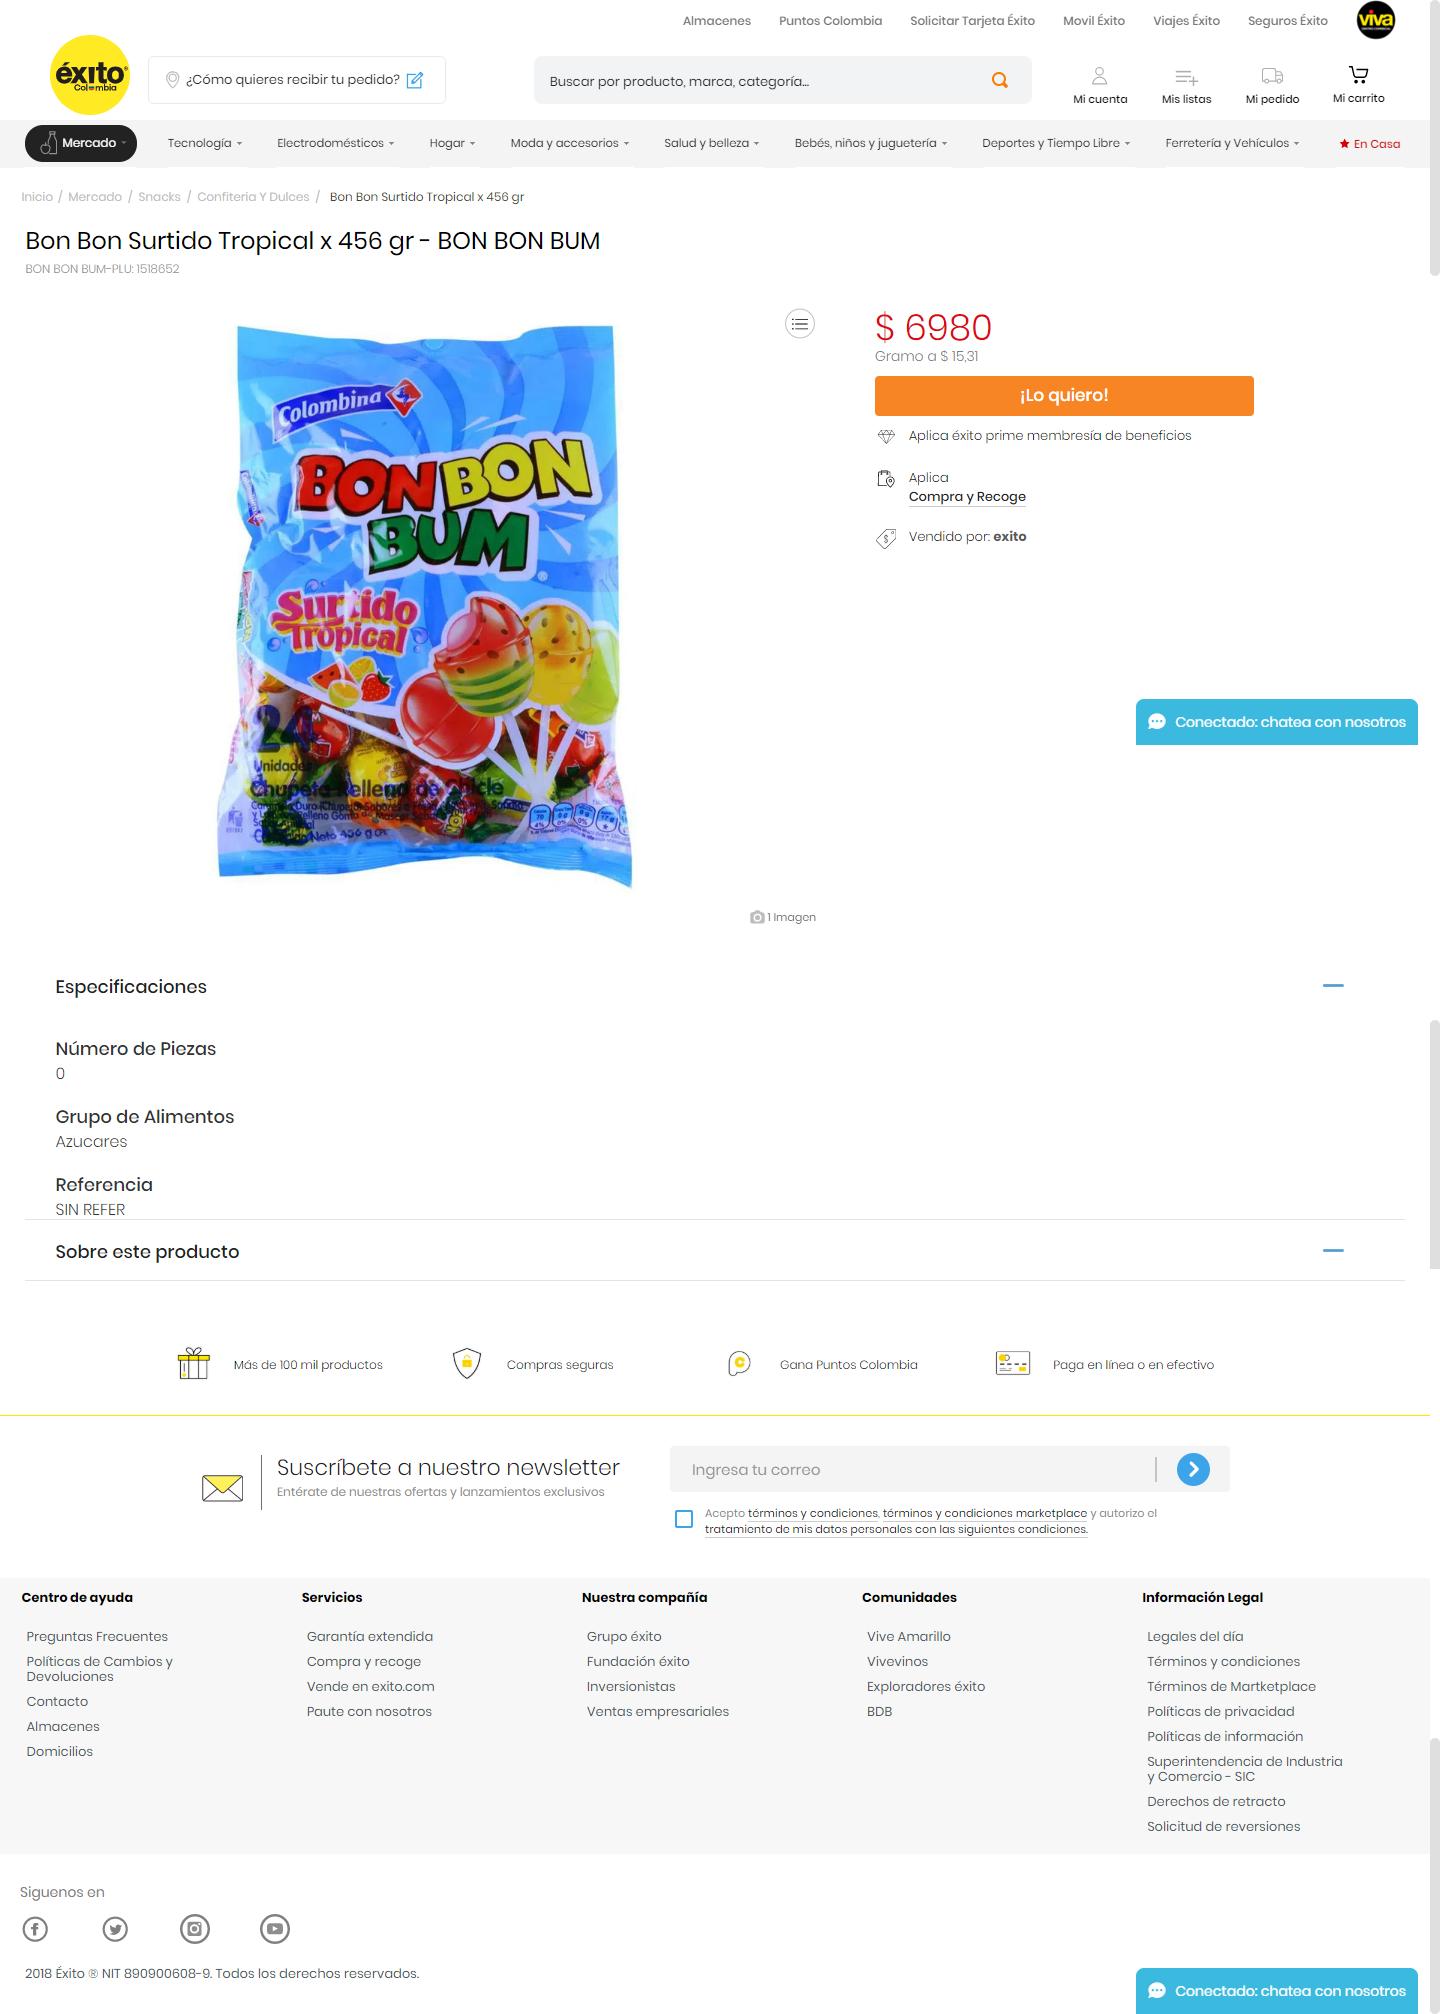 Almacenes Puntos Colombia Solicitar Tarjeta Éxito Movil Éxito Viajes Éxito Seguros Éxito viva
éxito
Colombia
¿Cómo quieres recibir tu pedido?
Buscar por producto, marca, categoría...
Mi cuenta Mis listas Mi pedido Mi carrito
Mercado Tecnología Electrodomésticos Hogar Moda y accesorios Salud y belleza Bebés, niños y juguetería Deportes y Tiempo Libre Ferretería y Vehículos En Casa
Inicio / Mercado / Snacks / Confiteria Y Dulces / Bon Bon Surtido Tropical x 456 gr
Bon Bon Surtido Tropical x 456 gr - BON BON BUM
BON BON BUM-PLU: 1518652
Colombina
BON BON
BUM
Surtido
Tropical
24
Unidades
Chupeta Rellena de Chicle
Contenido Neto 456 g
1 Imagen
$ 6980
Gramo a $ 15,31
¡Lo quiero!
Aplica éxito prime membresía de beneficios
Aplica
Compra y Recoge
Vendido por: exito
Conectado: chatea con nosotros
Especificaciones
Número de Piezas
0
Grupo de Alimentos
Azucares
Referencia
SIN REFER
Sobre este producto
Más de 100 mil productos Compras seguras Gana Puntos Colombia Paga en línea o en efectivo
Suscríbete a nuestro newsletter
Entérate de nuestras ofertas y lanzamientos exclusivos
Ingresa tu correo
Acepto términos y condiciones, términos y condiciones marketplace y autorizo el
tratamiento de mis datos personales con las siguientes condiciones.
Centro de ayuda
Preguntas Frecuentes
Políticas de Cambios y
Devoluciones
Contacto
Almacenes
Domicilios
Servicios
Garantía extendida
Compra y recoge
Vende en exito.com
Paute con nosotros
Nuestra compañía
Grupo éxito
Fundación éxito
Inversionistas
Ventas empresariales
Comunidades
Vive Amarillo
Vivevinos
Exploradores éxito
BDB
Información Legal
Legales del día
Términos y condiciones
Términos de Martketplace
Políticas de privacidad
Políticas de información
Superintendencia de Industria
y Comercio - SIC
Derechos de retracto
Solicitud de reversiones
Siguenos en
2018 Éxito ® NIT 890900608-9. Todos los derechos reservados.
Conectado: chatea con nosotros